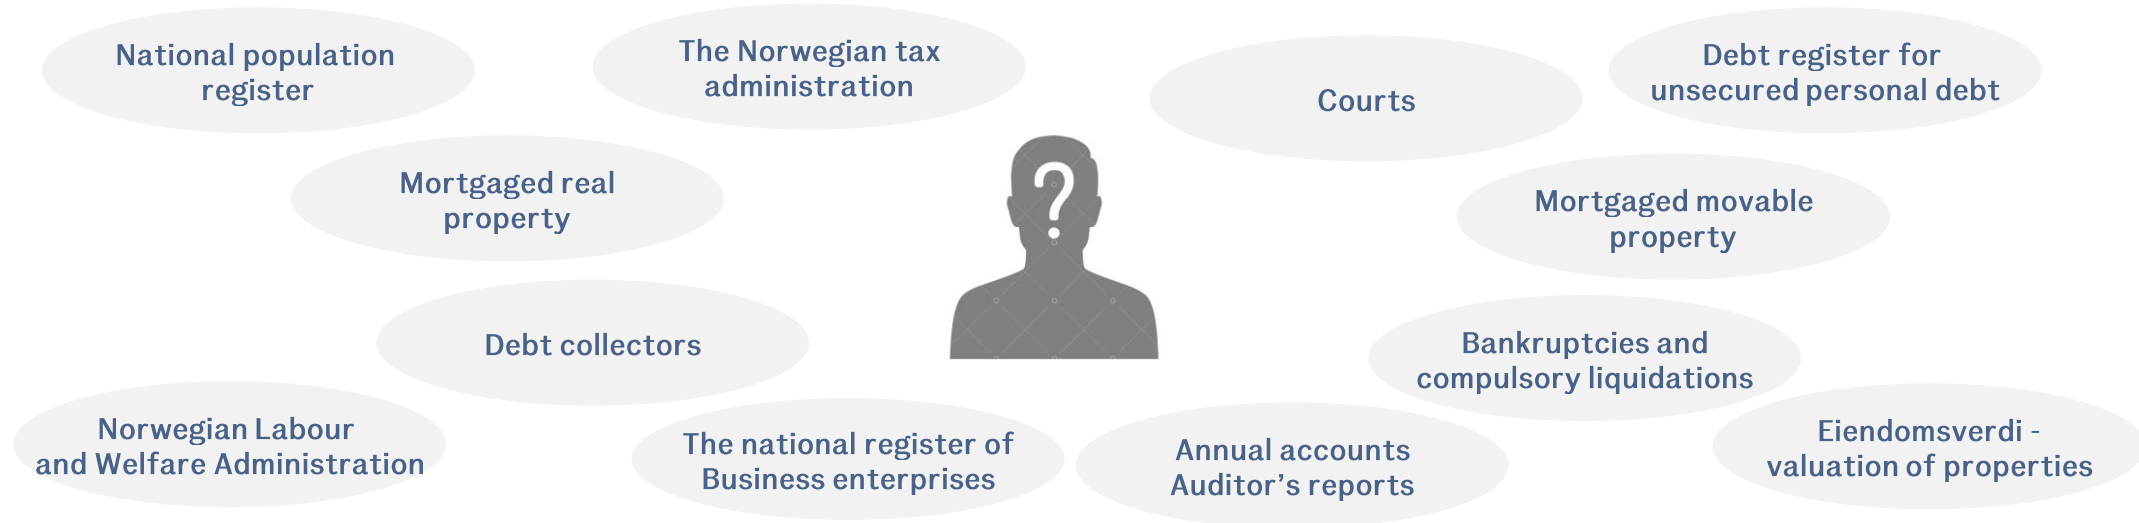 National population
register
The Norwegian tax
administration
Courts
Debt register for
unsecured personal debt
Mortgaged real
property
?
Mortgaged movable
property
Debt collectors
Bankruptcies and
compulsory liquidations
Norwegian Labour
and Welfare Administration
The national register of
Business enterprises
Annual accounts
Auditor’s reports
Eiendomsverdi -
valuation of properties